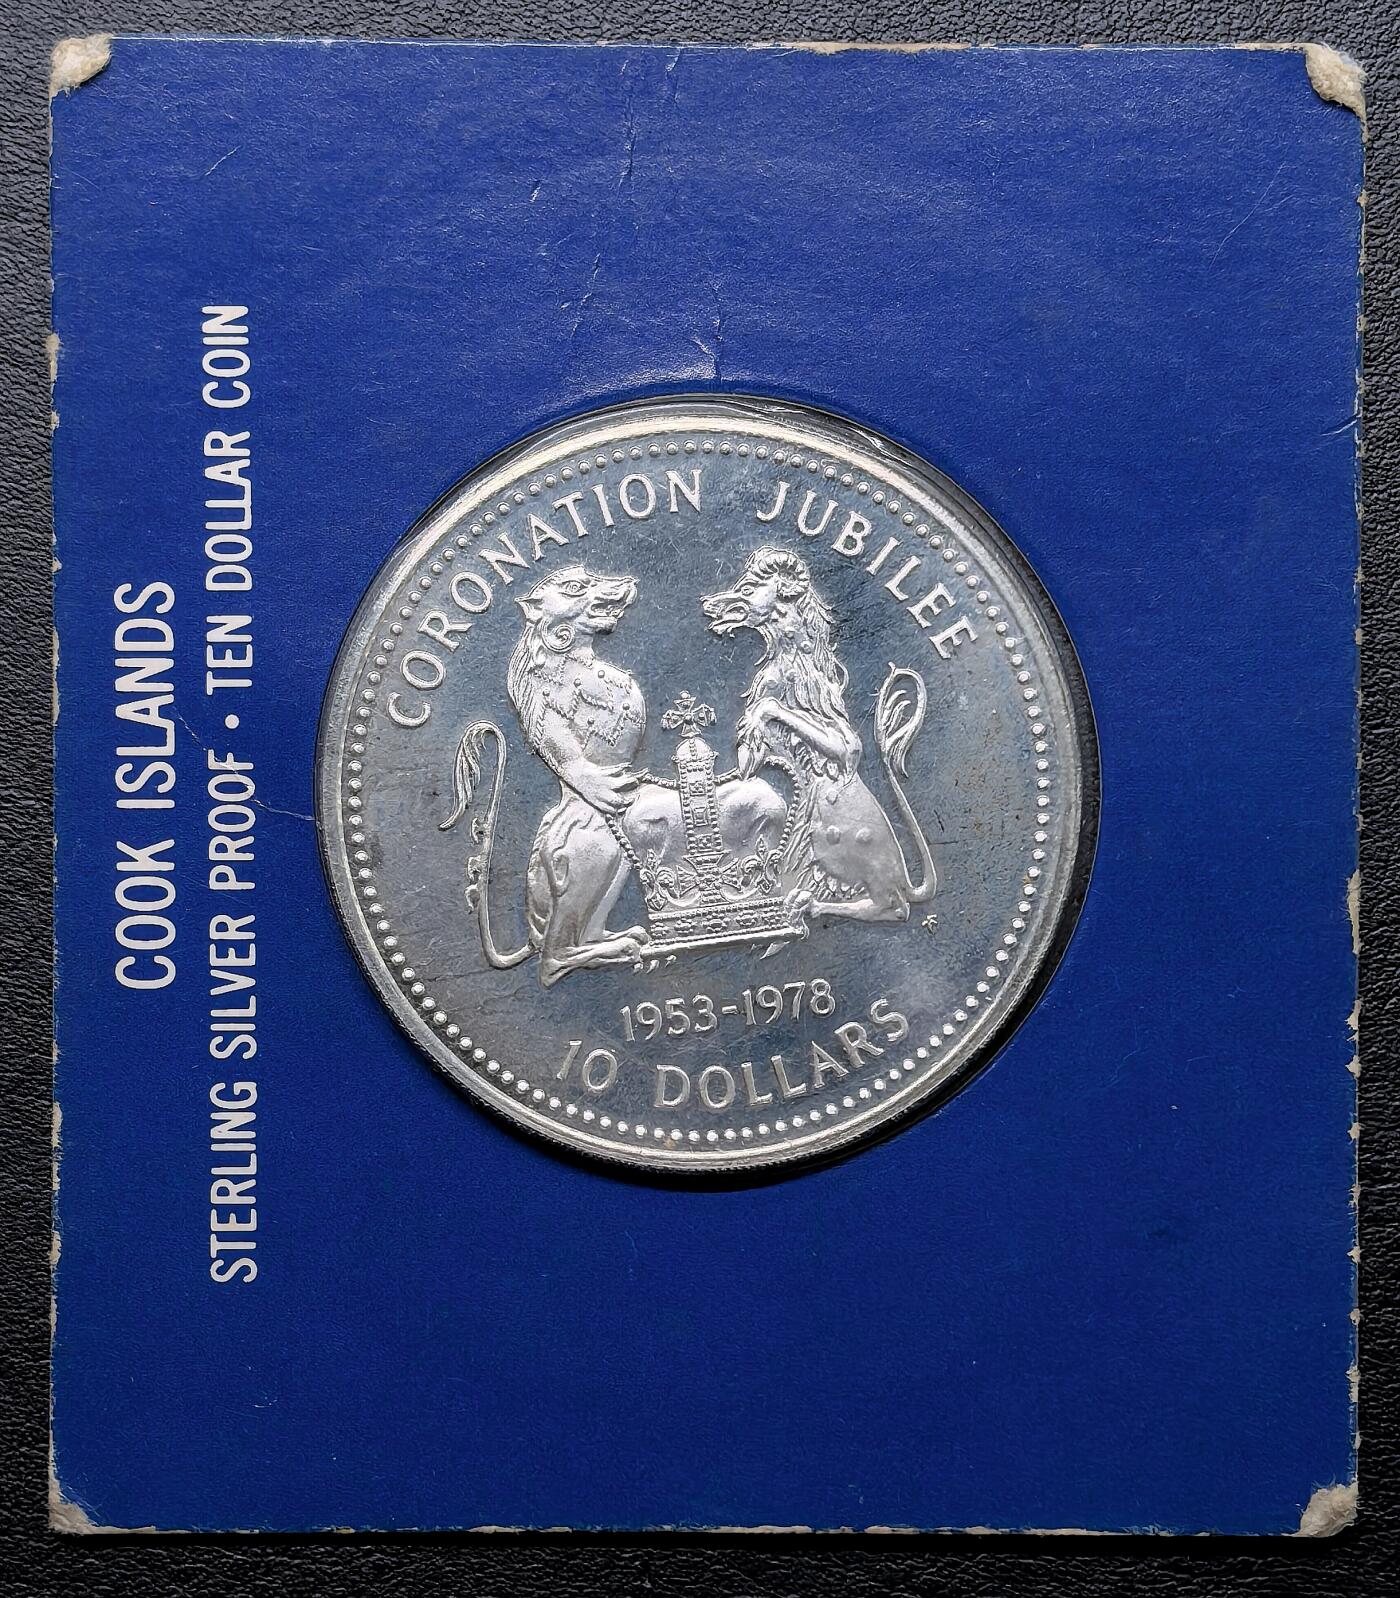 COOK ISLANDS
STERLING SILVER PROOF • TEN DOLLAR COIN
CORONATION JUBILEE
1953-1978
10 DOLLARS